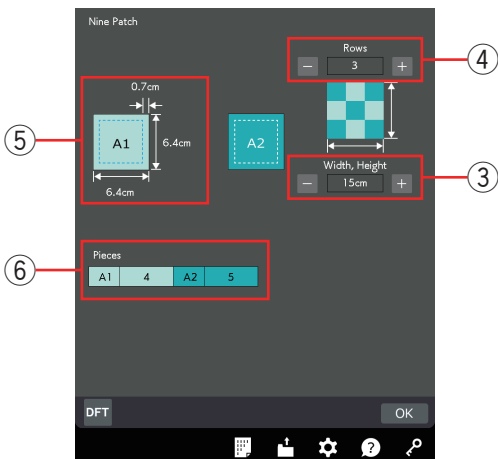 Nine Patch
Rows
− 3 +
④
0.7cm
⑤
A1
6.4cm
A2
6.4cm
Width, Height
− 15cm +
③
Pieces
⑥
A1 4 A2 5
DFT
OK
?